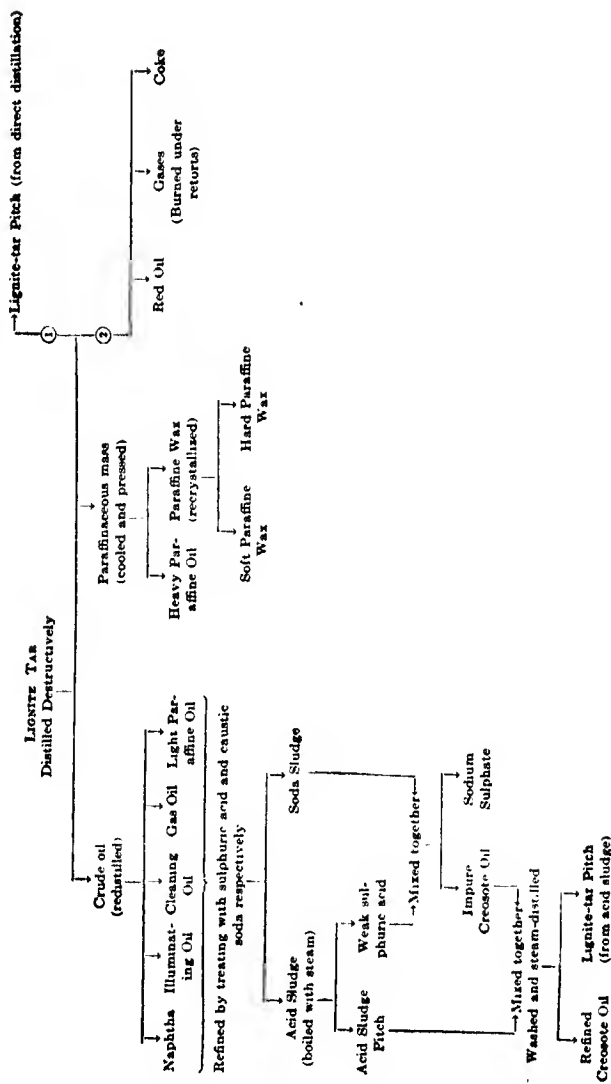 LIGNITE TAR
Distilled Destructively
→Lignite-tar Pitch (from direct distillation)
①
②
Crude oil
(redistilled)
Paraffinaceous mass
(cooled and pressed)
Red Oil
Gases
(Burned under
retorts)
Coke
Naphtha
Illuminat-
ing Oil
Cleaning
Oil
Gas Oil
Light Par-
affine Oil
Heavy Par-
affine Oil
Paraffine Wax
(recrystallized)
Soft Paraffine
Wax
Hard Paraffine
Wax
Refined by treating with sulphuric acid and caustic
soda respectively
Acid Sludge
(boiled with steam)
Soda Sludge
Acid Sludge
Pitch
Weak sul-
phuric acid
→Mixed together←
Impure
Creosote Oil
Sodium
Sulphate
→Mixed together←
Washed and steam-distilled
Refined
Creosote Oil
Lignite-tar Pitch
(from acid sludge)